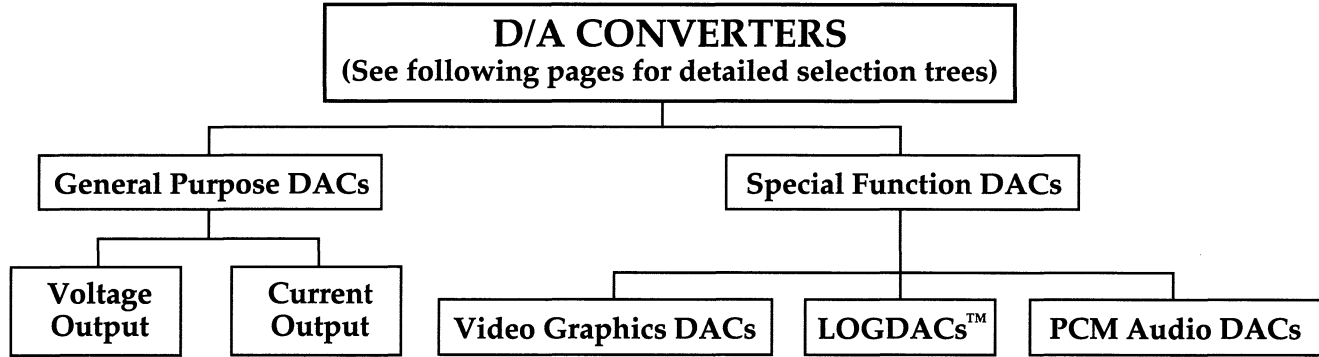 D/A CONVERTERS
(See following pages for detailed selection trees)
General Purpose DACs
Special Function DACs
Voltage
Output
Current
Output
Video Graphics DACs
LOGDACs™
PCM Audio DACs